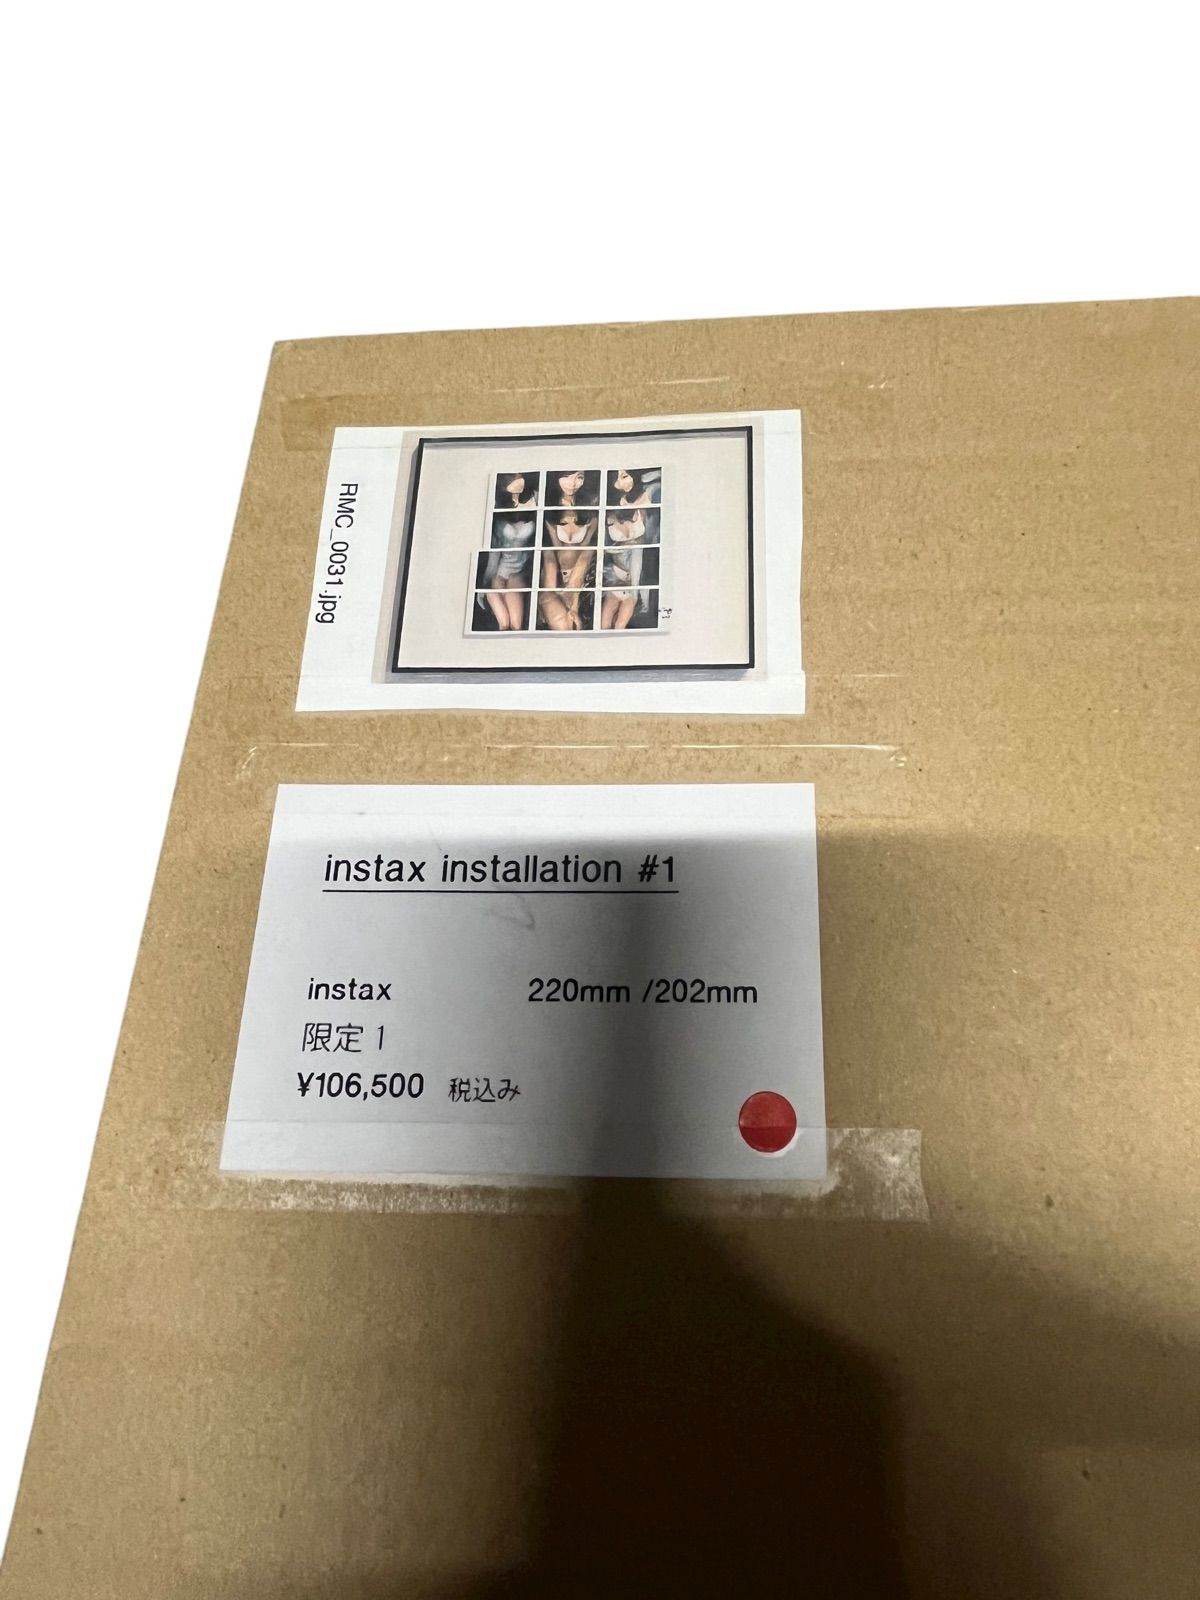 RMC_0031.jpg
instax installation #1
instax 220mm /202mm
限定 1
¥106,500 税込み